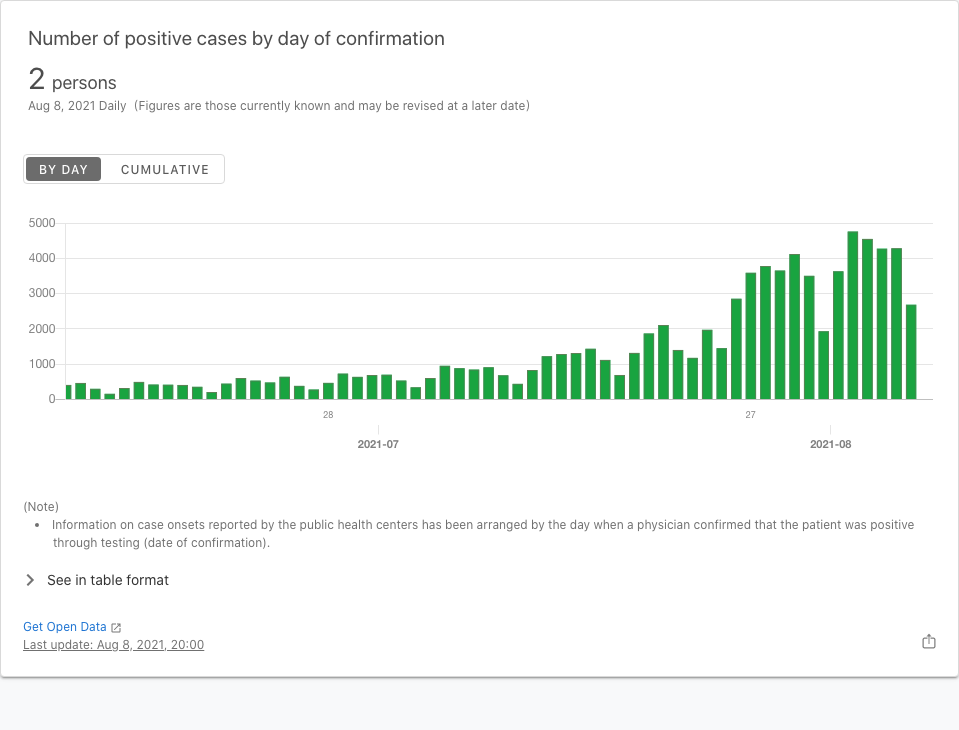 Number of positive cases by day of confirmation
2 persons
Aug 8, 2021 Daily (Figures are those currently known and may be revised at a later date)
BY DAY CUMULATIVE
5000
4000
3000
2000
1000
0
28 27
2021-07 2021-08
(Note)
• Information on case onsets reported by the public health centers has been arranged by the day when a physician confirmed that the patient was positive
through testing (date of confirmation).
See in table format
Get Open Data
Last update: Aug 8, 2021, 20:00